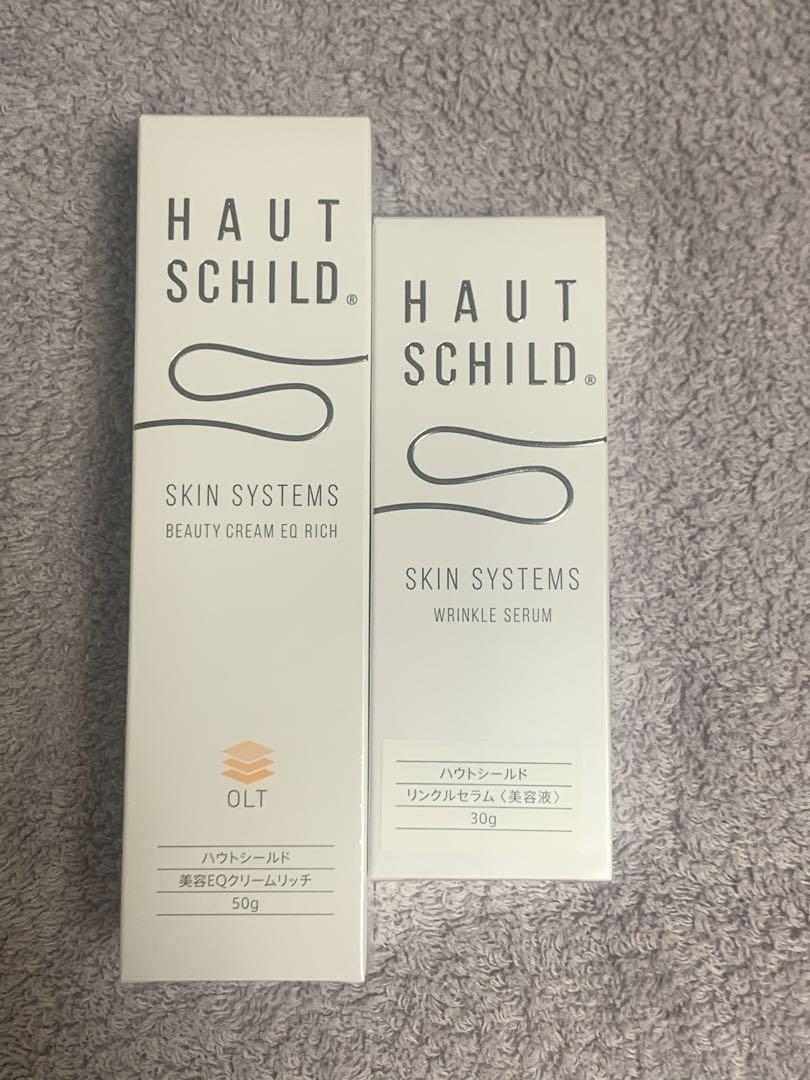 HAUT
SCHILD®
SKIN SYSTEMS
BEAUTY CREAM EQ RICH
OLT
ハウトシールド
美容EQクリームリッチ
50g
HAUT
SCHILD®
SKIN SYSTEMS
WRINKLE SERUM
ハウトシールド
リンクルセラム〈美容液〉
30g